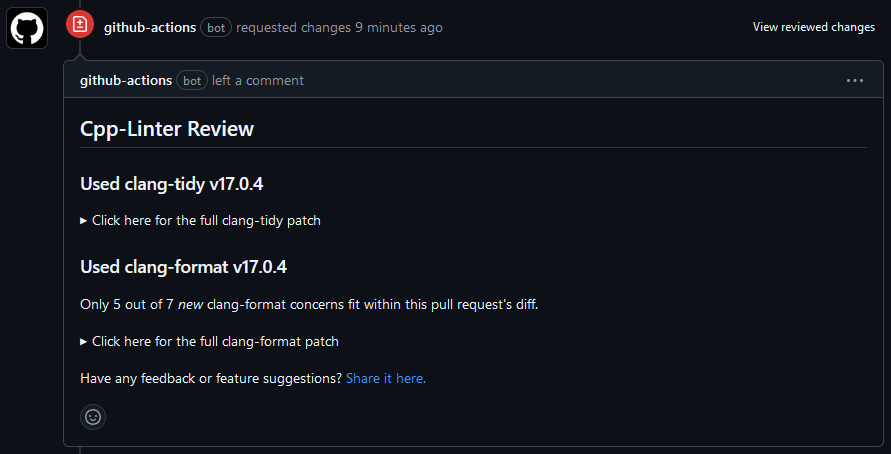 github-actions bot requested changes 9 minutes ago View reviewed changes
github-actions bot left a comment ...
Cpp-Linter Review
Used clang-tidy v17.0.4
▸ Click here for the full clang-tidy patch
Used clang-format v17.0.4
Only 5 out of 7 new clang-format concerns fit within this pull request's diff.
▸ Click here for the full clang-format patch
Have any feedback or feature suggestions? Share it here.